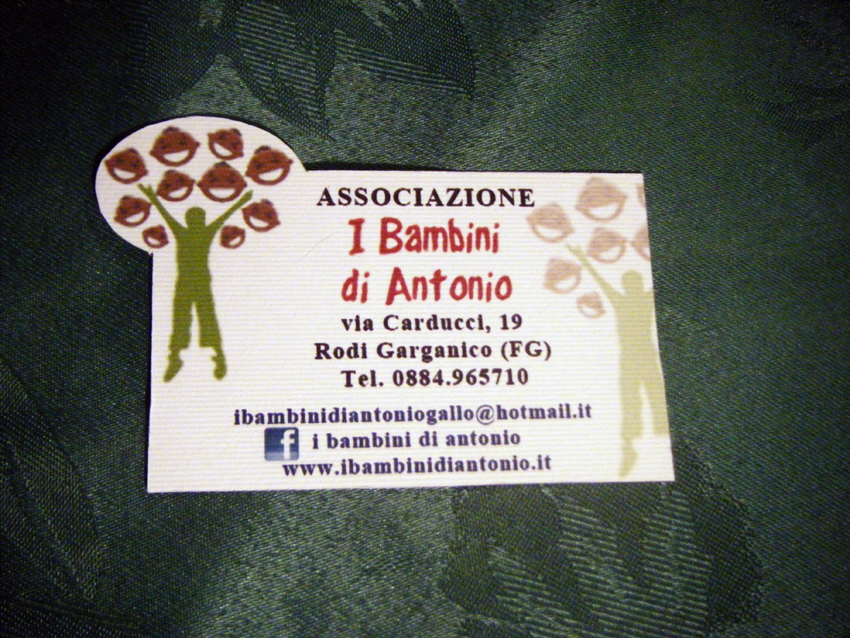 ASSOCIAZIONE
I Bambini
di Antonio
via Carducci, 19
Rodi Garganico (FG)
Tel. 0884.965710
ibambinidiantoniogallo@hotmail.it
f i bambini di antonio
www.ibambinidiantonio.it